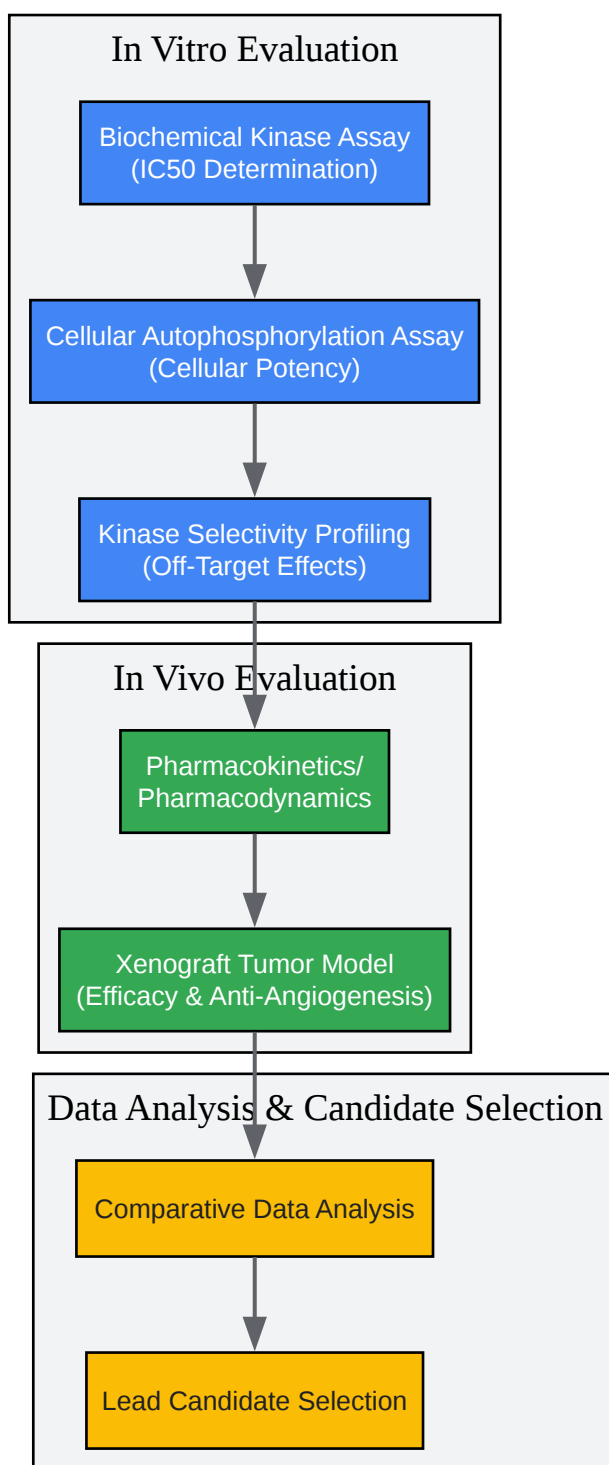 In Vitro Evaluation
Biochemical Kinase Assay
(IC50 Determination)
Cellular Autophosphorylation Assay
(Cellular Potency)
Kinase Selectivity Profiling
(Off-Target Effects)
In Vivo Evaluation
Pharmacokinetics/
Pharmacodynamics
Xenograft Tumor Model
(Efficacy & Anti-Angiogenesis)
Data Analysis & Candidate Selection
Comparative Data Analysis
Lead Candidate Selection